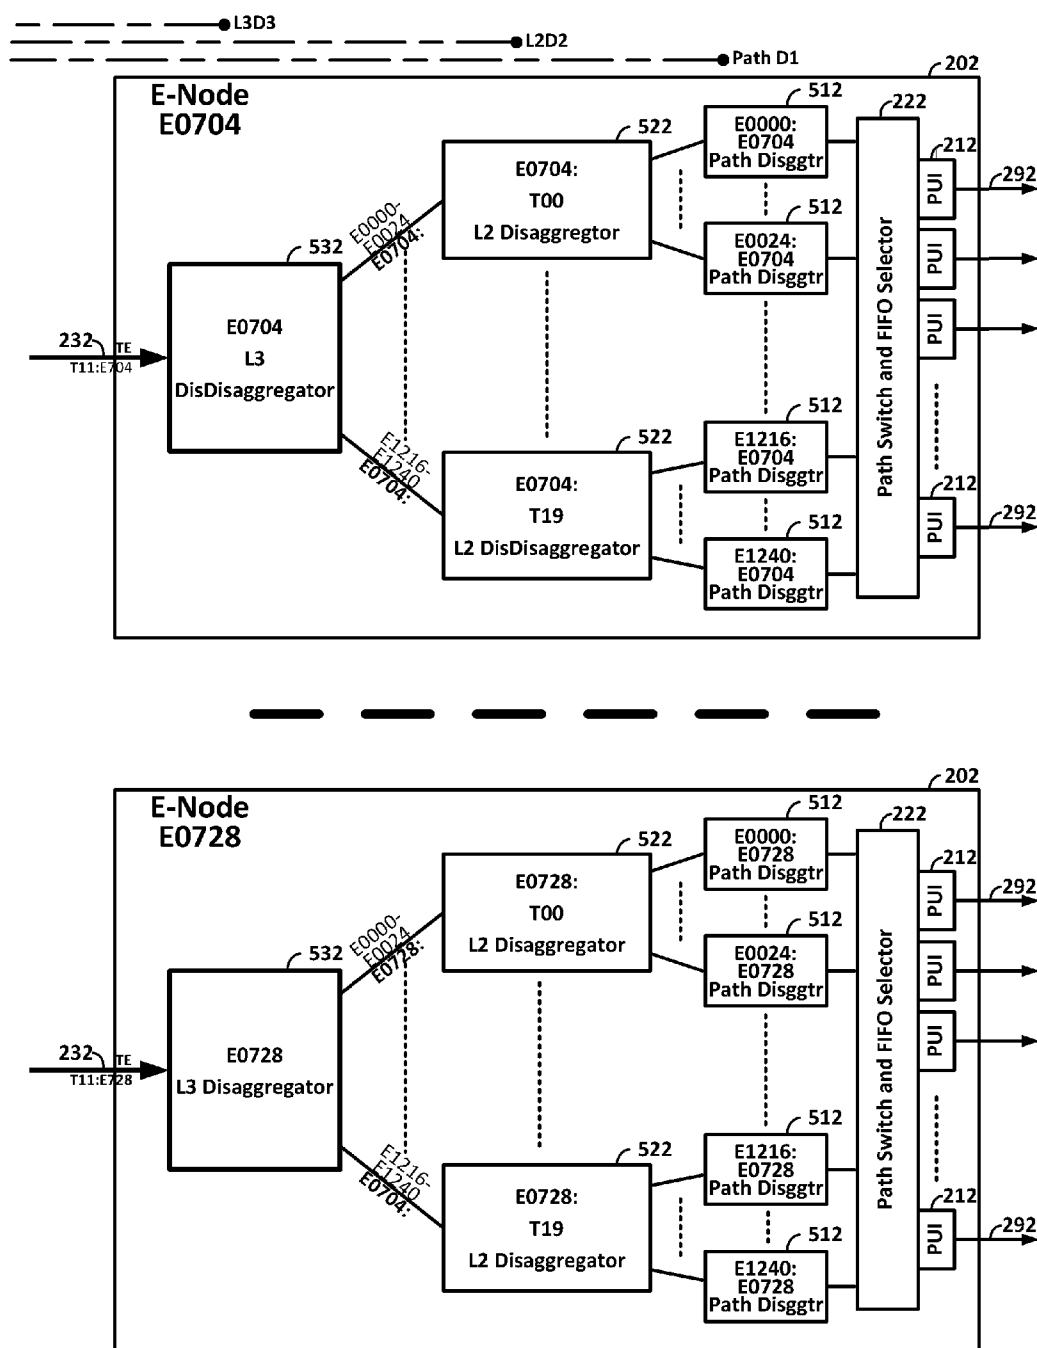 L3D3
L2D2
Path D1
202
E-Node
E0704
512
E0000:
E0704
Path Disggtr
222
522
E0704:
T00
L2 Disaggregtor
212
PUI
292
E0000-
E0024
E0704:
512
E0024:
E0704
Path Disggtr
PUI
532
E0704
L3
DisDisaggregator
PUI
Path Switch and FIFO Selector
232
TE
T11:E704
512
E1216:
E0704
Path Disggtr
522
E1216-
E1240
E0704:
E0704:
T19
L2 DisDisaggregator
212
PUI
292
512
E1240:
E0704
Path Disggtr
202
E-Node
E0728
512
E0000:
E0728
Path Disggtr
222
522
E0728:
T00
L2 Disaggregator
212
PUI
292
E0000-
E0024
E0728:
512
E0024:
E0728
Path Disggtr
PUI
532
E0728
L3 Disaggregator
PUI
Path Switch and FIFO Selector
232
TE
T11:E728
512
E1216:
E0728
Path Disggtr
522
E1216-
E1240
E0704:
E0728:
T19
L2 Disaggregator
212
PUI
292
512
E1240:
E0728
Path Disggtr